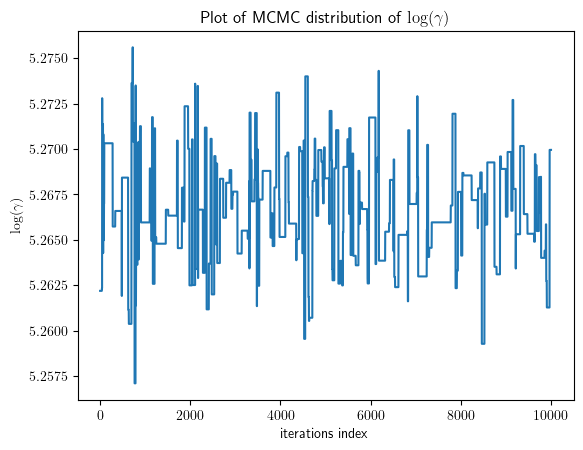 Plot of MCMC distribution of log(γ)
5.2750
5.2725
5.2700
5.2675
5.2650
5.2625
5.2600
5.2575
log(γ)
0 2000 4000 6000 8000 10000
iterations index